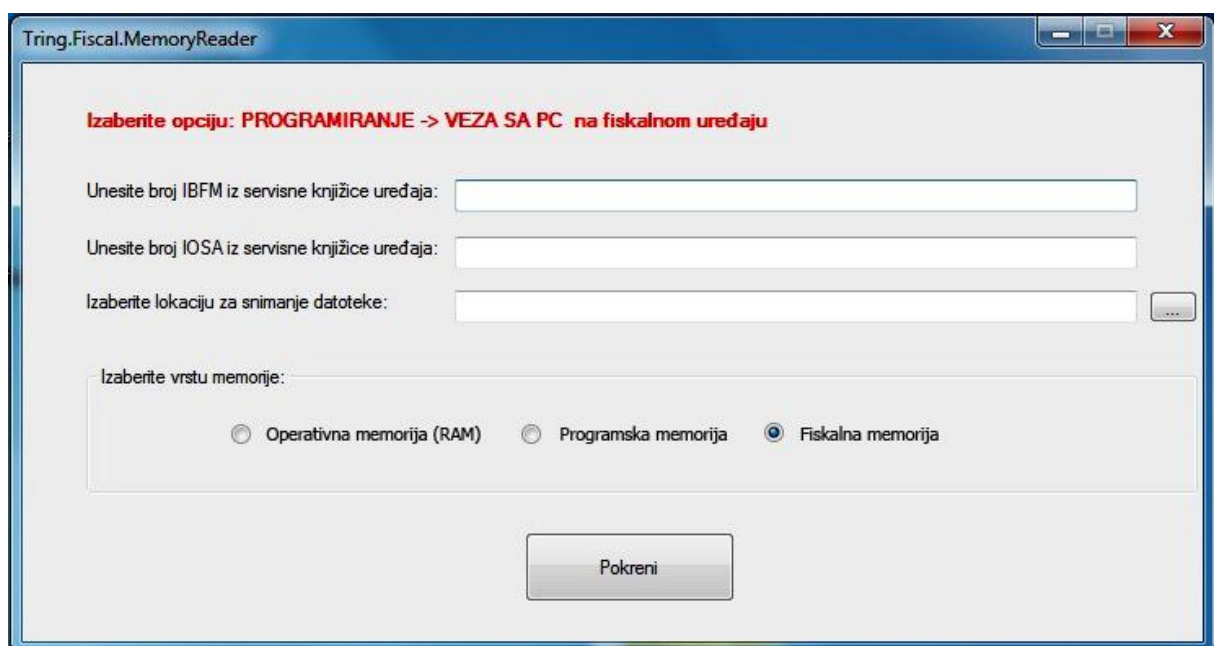 Tring.Fiscal.MemoryReader
Izaberite opciju: PROGRAMIRANJE -> VEZA SA PC na fiskalnom uređaju
Unesite broj IBFM iz servisne knjižice uređaja:
Unesite broj IOSA iz servisne knjižice uređaja:
Izaberite lokaciju za snimanje datoteke:
...
Izaberite vrstu memorije:
Operativna memorija (RAM) Programska memorija Fiskalna memorija
Pokreni